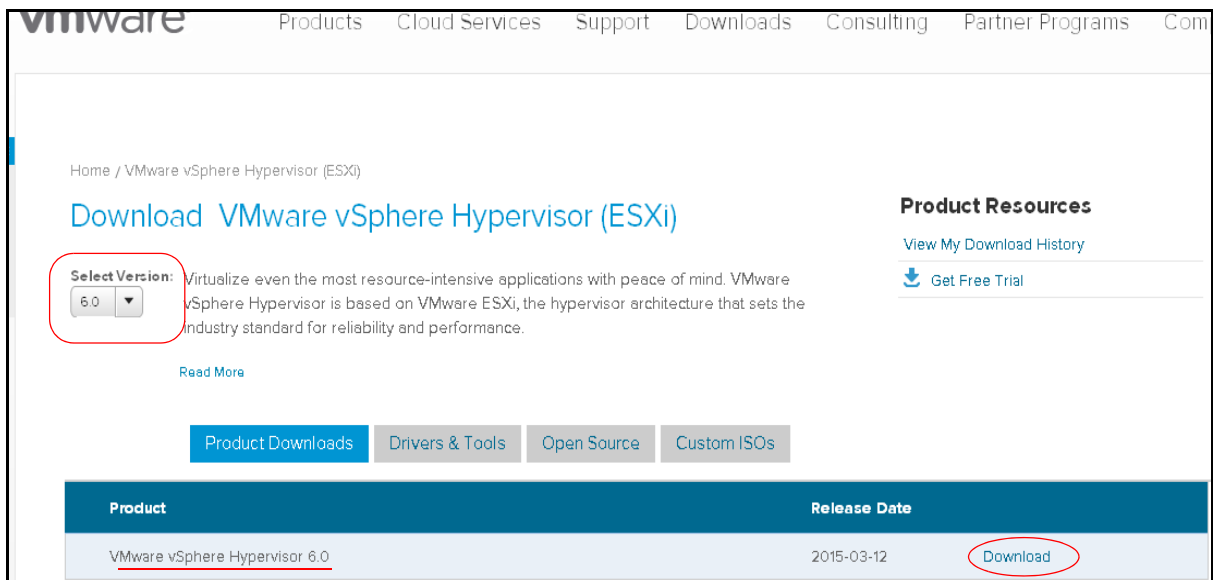 vmware Products Cloud Services Support Downloads Consulting Partner Programs Com
Home / VMware vSphere Hypervisor (ESXi)
Download VMware vSphere Hypervisor (ESXi)
Select Version:
6.0
Virtualize even the most resource-intensive applications with peace of mind. VMware
vSphere Hypervisor is based on VMware ESXi, the hypervisor architecture that sets the
industry standard for reliability and performance.
Read More
Product Resources
View My Download History
Get Free Trial
Product Downloads Drivers & Tools Open Source Custom ISOs
Product Release Date
VMware vSphere Hypervisor 6.0 2015-03-12 Download